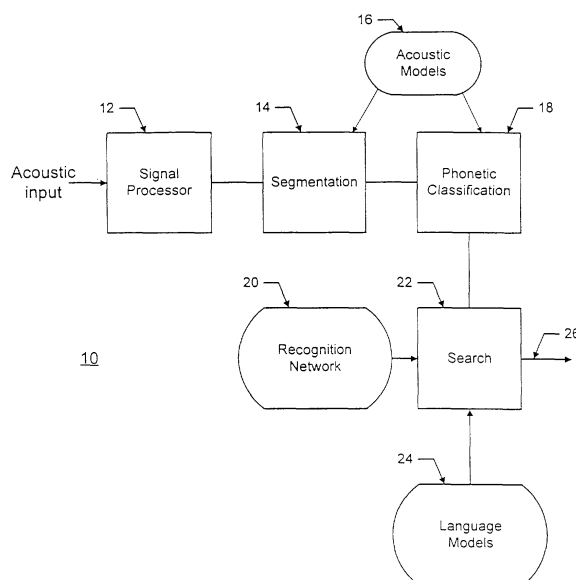 16
Acoustic
Models
12
14
18
Acoustic
input
Signal
Processor
Segmentation
Phonetic
Classification
20
22
26
10
Recognition
Network
Search
24
Language
Models